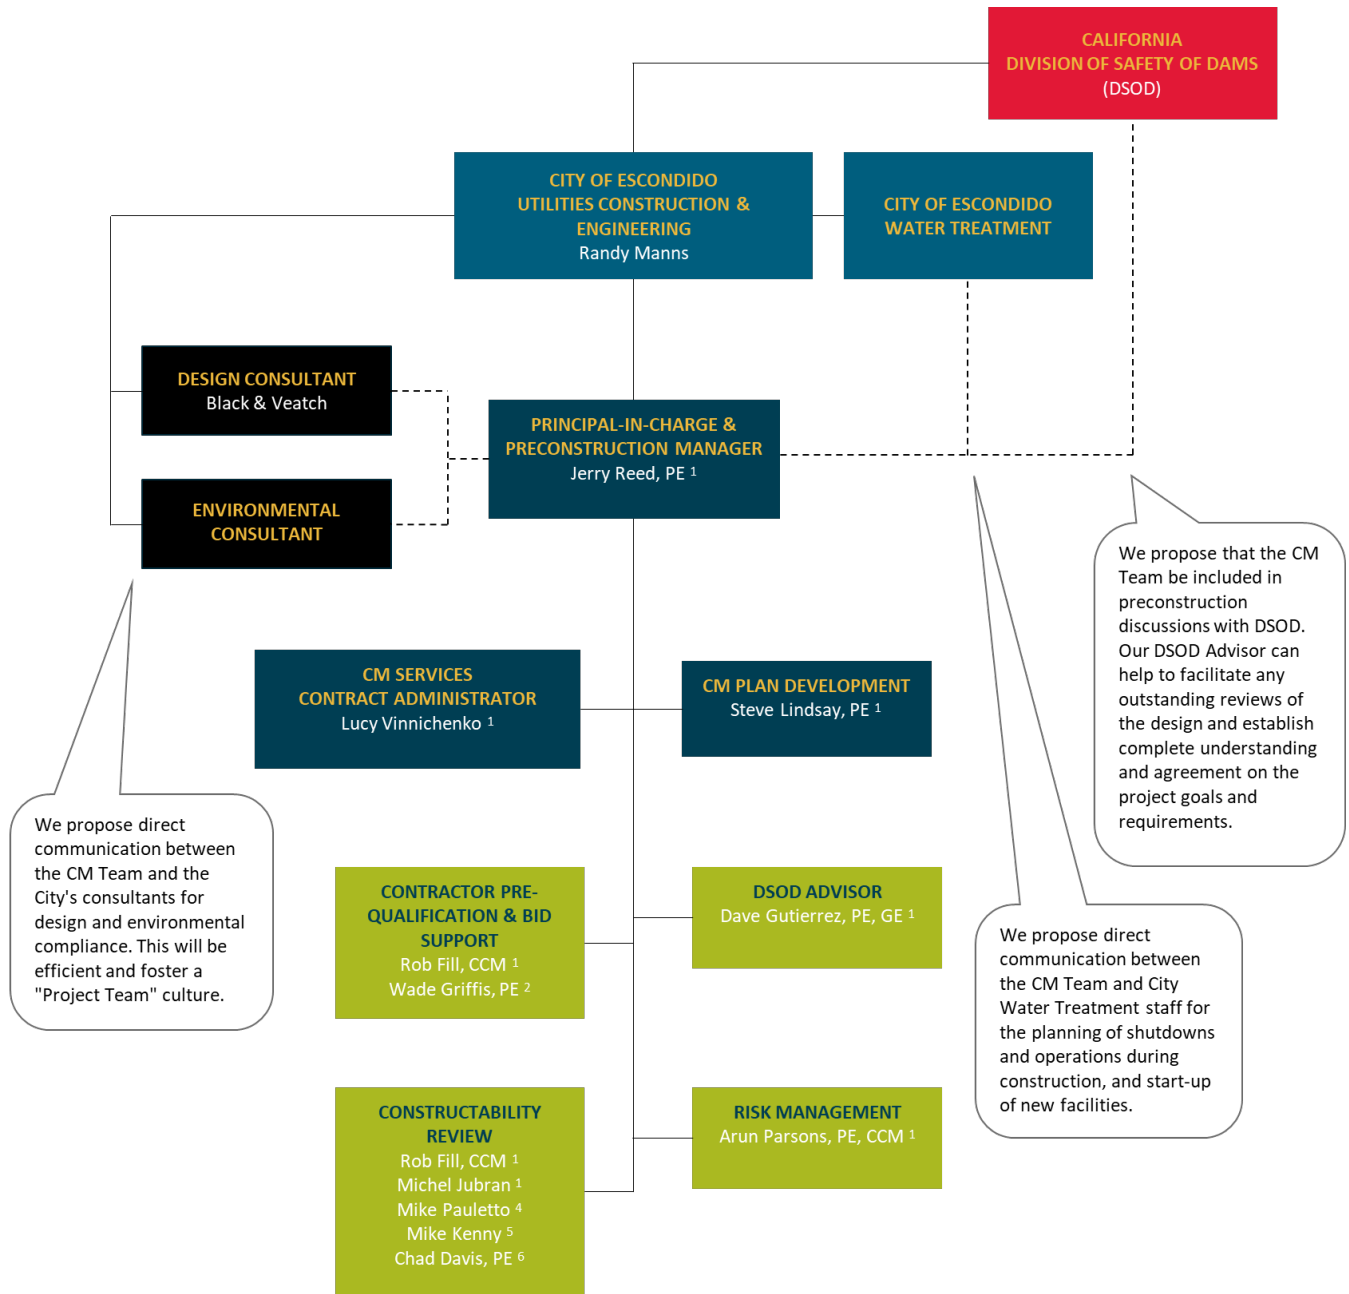 CALIFORNIA
DIVISION OF SAFETY OF DAMS
(DSOD)
CITY OF ESCONDIDO
UTILITIES CONSTRUCTION &
ENGINEERING
Randy Manns
CITY OF ESCONDIDO
WATER TREATMENT
DESIGN CONSULTANT
Black & Veatch
PRINCIPAL-IN-CHARGE &
PRECONSTRUCTION MANAGER
Jerry Reed, PE 1
ENVIRONMENTAL
CONSULTANT
We propose that the CM
Team be included in
preconstruction
discussions with DSOD.
Our DSOD Advisor can
help to facilitate any
outstanding reviews of
the design and establish
complete understanding
and agreement on the
project goals and
requirements.
CM SERVICES
CONTRACT ADMINISTRATOR
Lucy Vinnichenko 1
CM PLAN DEVELOPMENT
Steve Lindsay, PE 1
We propose direct
communication between
the CM Team and the
City's consultants for
design and environmental
compliance. This will be
efficient and foster a
"Project Team" culture.
CONTRACTOR PRE-
QUALIFICATION & BID
SUPPORT
Rob Fill, CCM 1
Wade Griffis, PE 2
DSOD ADVISOR
Dave Gutierrez, PE, GE 1
We propose direct
communication between
the CM Team and City
Water Treatment staff for
the planning of shutdowns
and operations during
construction, and start-up
of new facilities.
CONSTRUCTABILITY
REVIEW
Rob Fill, CCM 1
Michel Jubran 1
Mike Pauletto 4
Mike Kenny 5
Chad Davis, PE 6
RISK MANAGEMENT
Arun Parsons, PE, CCM 1